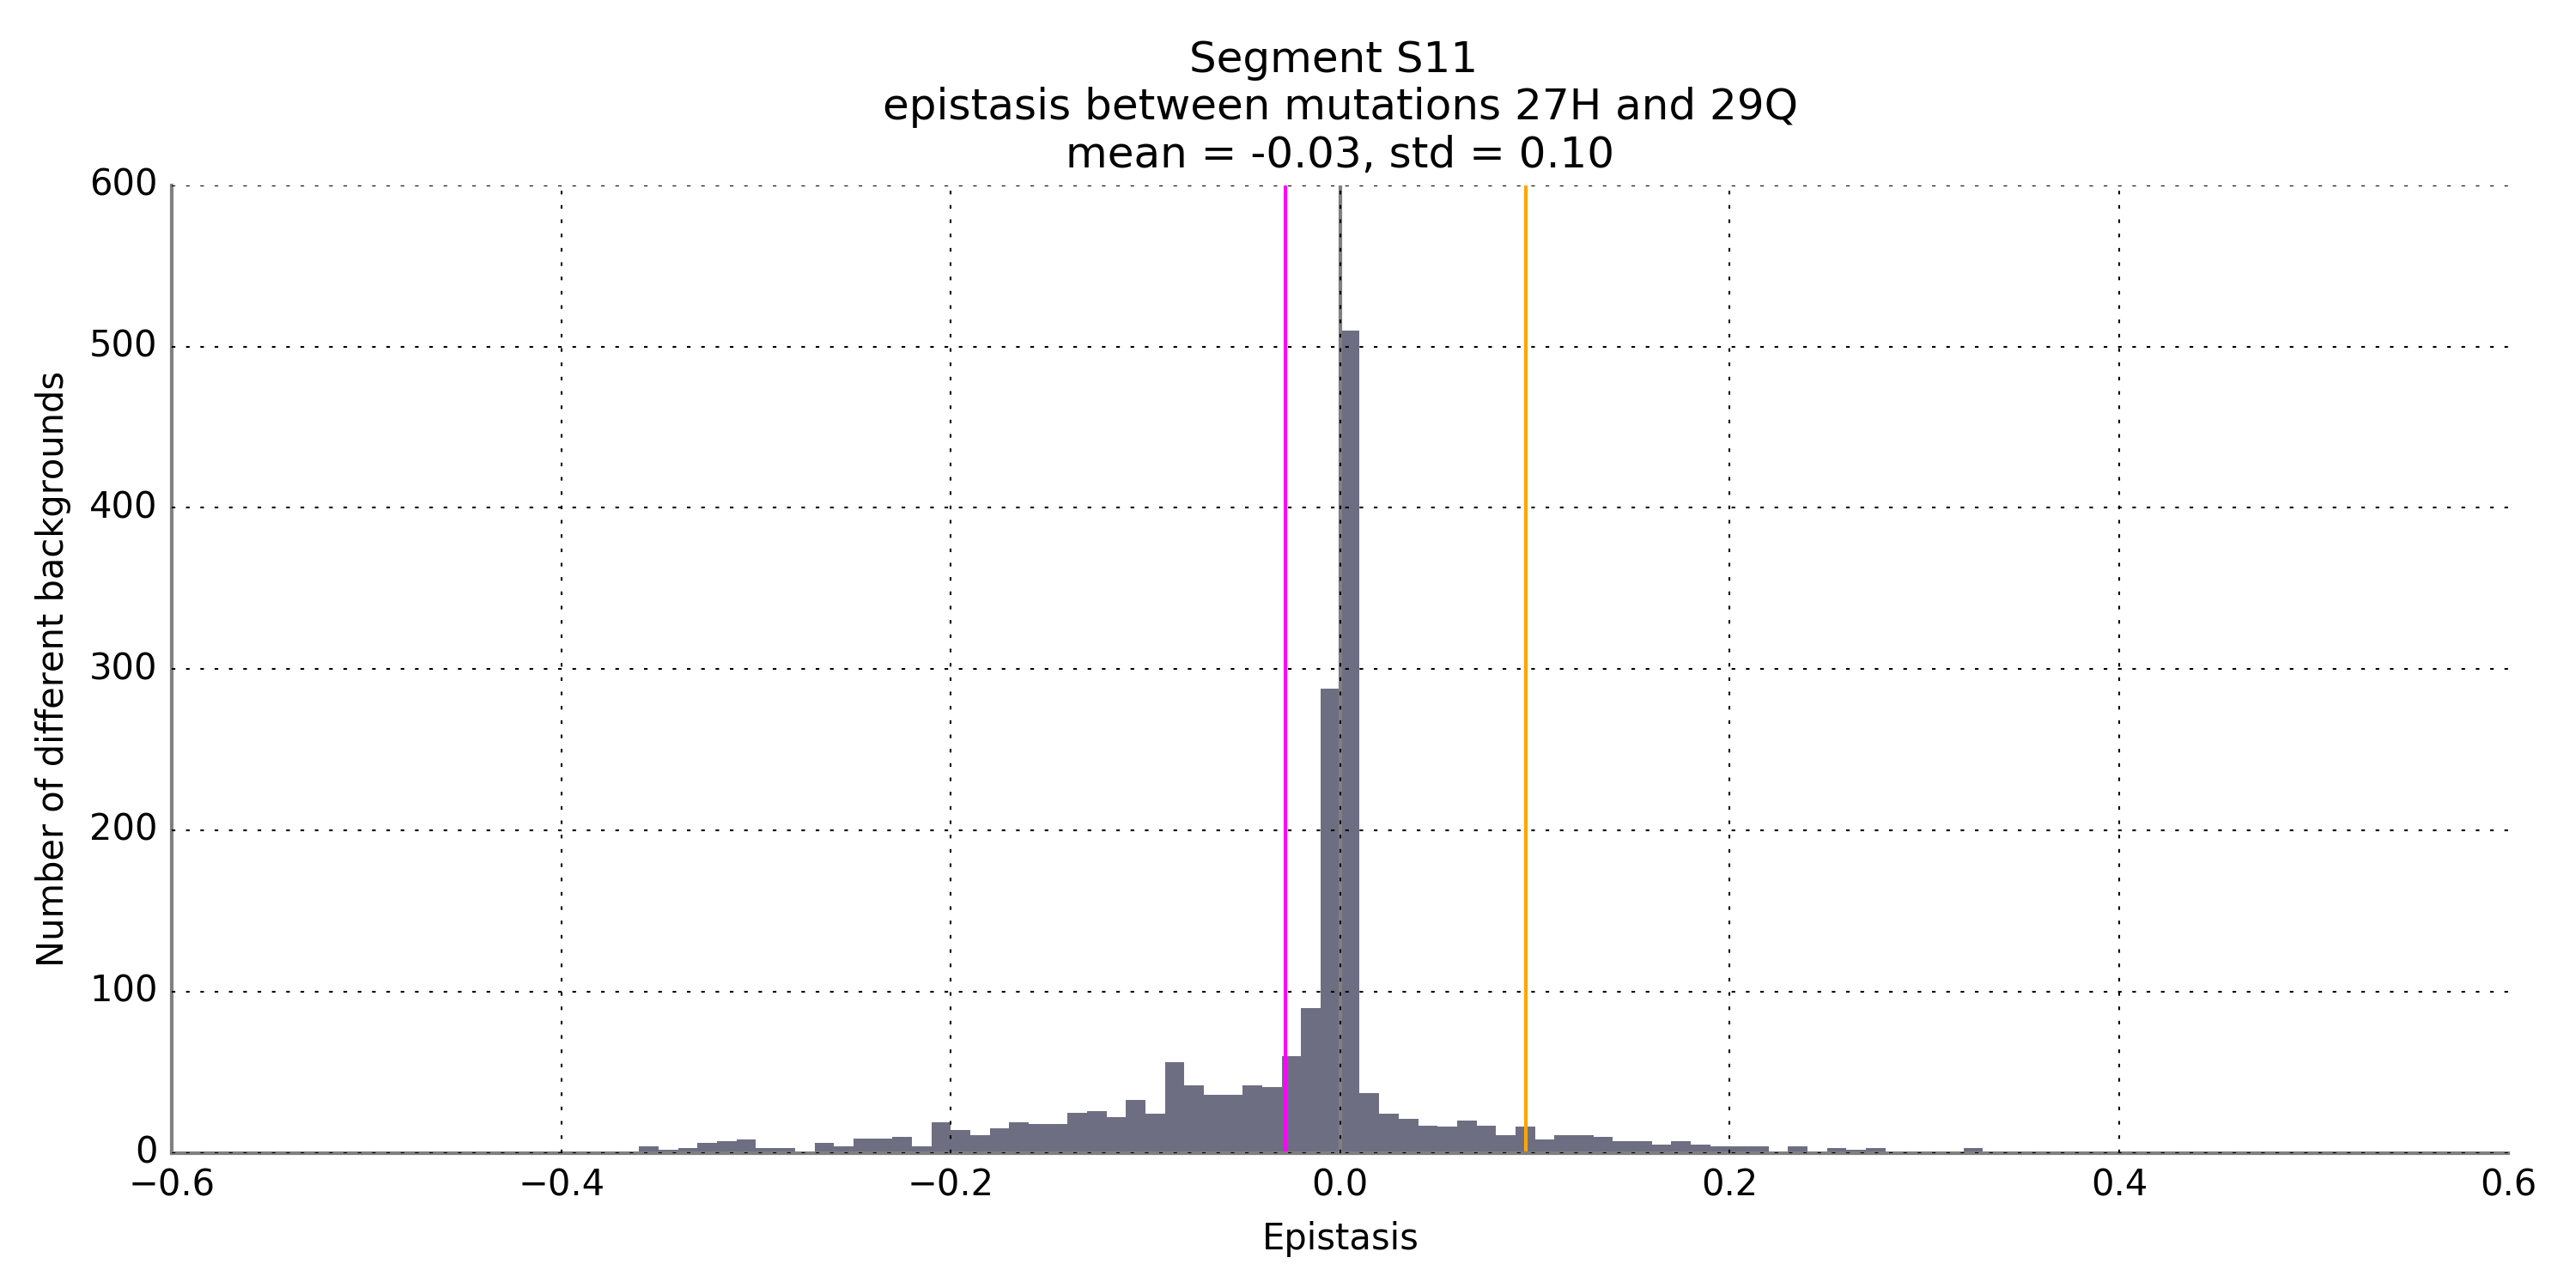 Segment S11
epistasis between mutations 27H and 29Q
mean = -0.03, std = 0.10
600
500
400
300
200
100
0
Number of different backgrounds
−0.6 −0.4 −0.2 0.0 0.2 0.4 0.6
Epistasis